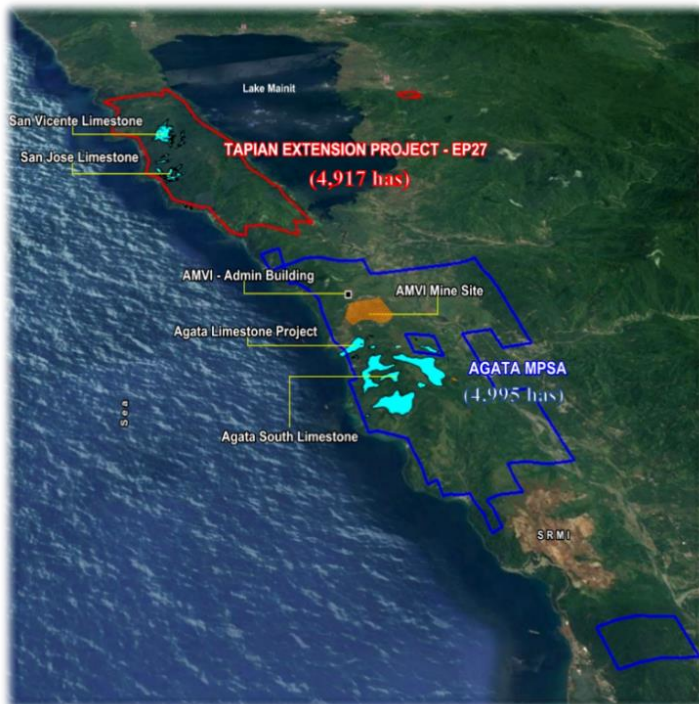 Lake Mainit
San Vicente Limestone
San Jose Limestone
TAPIAN EXTENSION PROJECT - EP27
(4,917 has)
AMVI - Admin Building
AMVI Mine Site
Agata Limestone Project
AGATA MPSA
(4.995 has)
Sea
Agata South Limestone
SRMI